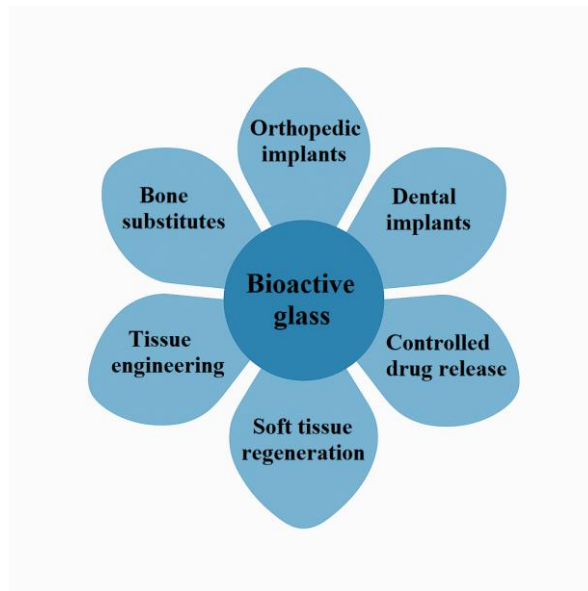 Orthopedic
implants
Bone
substitutes
Dental
implants
Bioactive
glass
Tissue
engineering
Controlled
drug release
Soft tissue
regeneration